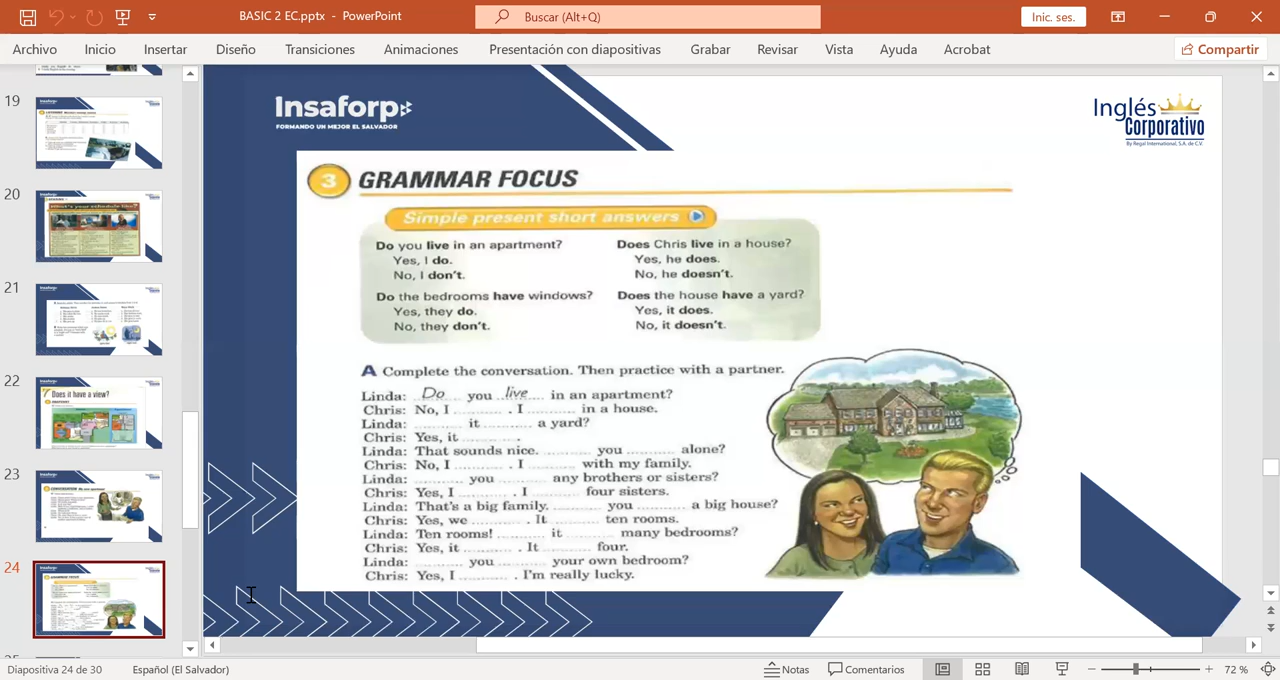 BASIC 2 EC.pptx - PowerPoint
Buscar (Alt+Q)
Inic. ses.
Archivo Inicio Insertar Diseño Transiciones Animaciones Presentación con diapositivas Grabar Revisar Vista Ayuda Acrobat
Compartir
19
20
21
22
Does it have a view?
23
24
Insaforp
FORMANDO UN MEJOR EL SALVADOR
Inglés
Corporativo
By Regal International, S.A. de C.V.
3 GRAMMAR FOCUS
Simple present short answers
Do you live in an apartment?
Yes, I do.
No, I don't.
Do the bedrooms have windows?
Yes, they do.
No, they don't.
Does Chris live in a house?
Yes, he does.
No, he doesn't.
Does the house have a yard?
Yes, it does.
No, it doesn't.
A Complete the conversation. Then practice with a partner.
Linda: Do you live in an apartment?
Chris: No, I ........ . I ........ in a house.
Linda: ........ it ........ a yard?
Chris: Yes, it ........ .
Linda: That sounds nice. ........ you ........ alone?
Chris: No, I ........ . I ........ with my family.
Linda: ........ you ........ any brothers or sisters?
Chris: Yes, I ........ . I ........ four sisters.
Linda: That's a big family. ........ you ........ a big house?
Chris: Yes, we ........ . It ........ ten rooms.
Linda: Ten rooms! ........ it ........ many bedrooms?
Chris: Yes, it ........ . It ........ four.
Linda: ........ you ........ your own bedroom?
Chris: Yes, I ........ . I'm really lucky.
Diapositiva 24 de 30 Español (El Salvador) Notas Comentarios 72 %